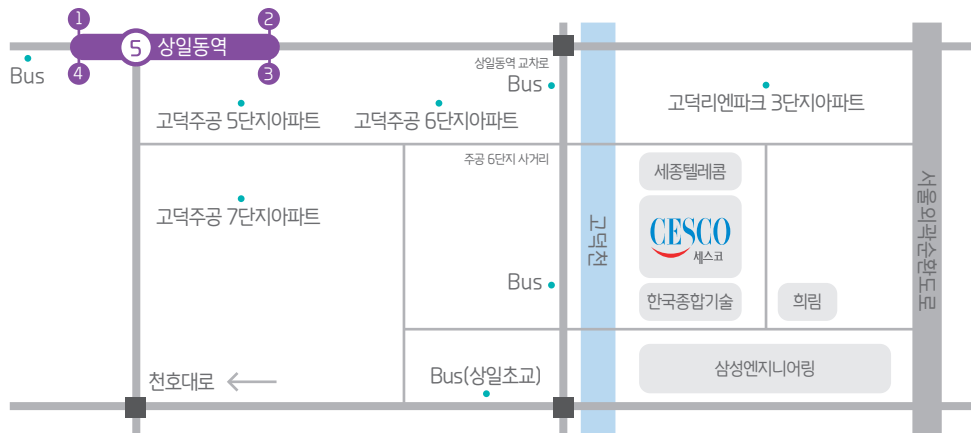 1
2
5 상일동역
4
3
Bus
상일동역 교차로
Bus
고덕주공 5단지아파트
고덕주공 6단지아파트
고덕리엔파크 3단지아파트
주공 6단지 사거리
세종텔레콤
고덕주공 7단지아파트
고덕천
CESCO
세스코
서울외곽순환도로
Bus
한국종합기술
희림
천호대로
Bus(상일초교)
삼성엔지니어링